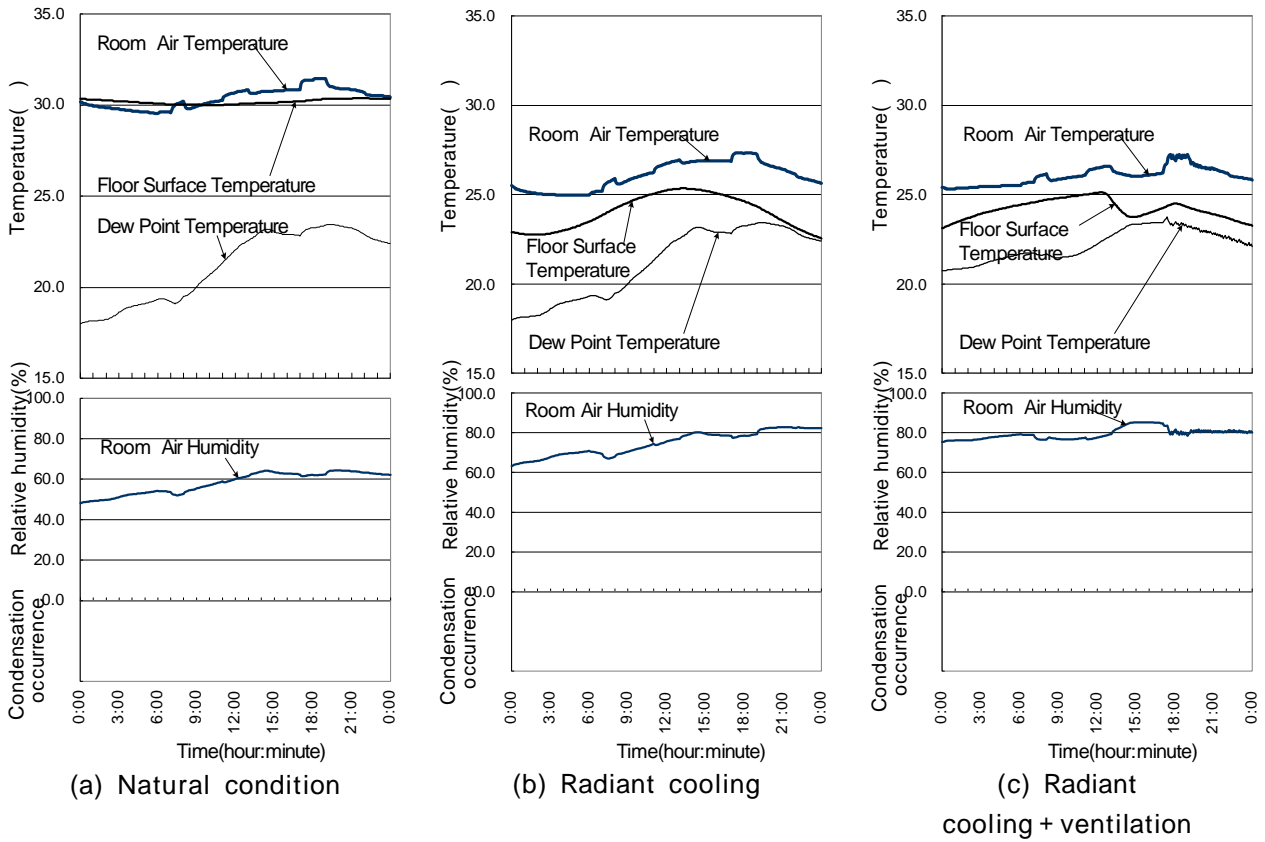 35.0
30.0
25.0
20.0
15.0
Temperature( )
Room Air Temperature
Floor Surface Temperature
Dew Point Temperature
100.0
80.0
60.0
40.0
20.0
0.0
Relative humidity(%)
Room Air Humidity
Condensation
occurrence
0:00
3:00
6:00
9:00
12:00
15:00
18:00
21:00
0:00
Time(hour:minute)
(a) Natural condition
35.0
30.0
25.0
20.0
15.0
Temperature( )
Room Air Temperature
Floor Surface
Temperature
Dew Point Temperature
100.0
80.0
60.0
40.0
20.0
0.0
Relative humidity(%)
Room Air Humidity
Condensation
occurrence
0:00
3:00
6:00
9:00
12:00
15:00
18:00
21:00
0:00
Time(hour:minute)
(b) Radiant cooling
35.0
30.0
25.0
20.0
15.0
Temperature( )
Room Air Temperature
Floor Surface
Temperature
Dew Point Temperature
100.0
80.0
60.0
40.0
20.0
0.0
Relative humidity(%)
Room Air Humidity
Condensation
occurrence
0:00
3:00
6:00
9:00
12:00
15:00
18:00
21:00
0:00
Time(hour:minute)
(c) Radiant
cooling + ventilation